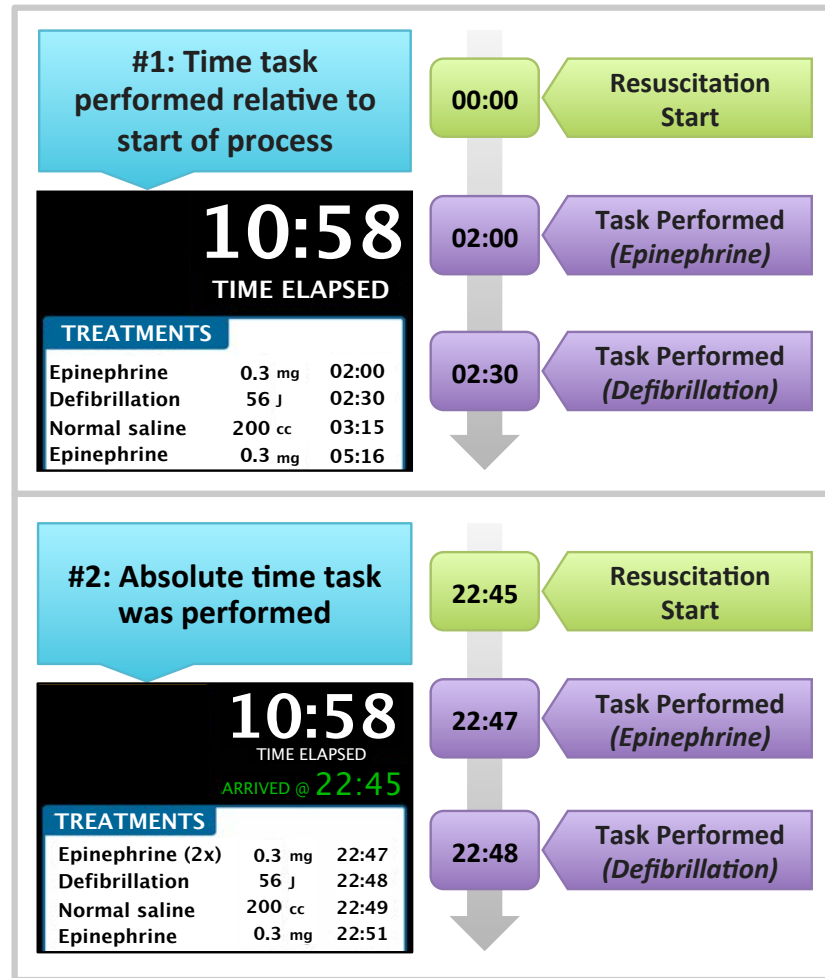 #1: Time task
performed relative to
start of process
10:58
TIME ELAPSED
TREATMENTS
Epinephrine 0.3 mg 02:00
Defibrillation 56 J 02:30
Normal saline 200 cc 03:15
Epinephrine 0.3 mg 05:16
00:00
Resuscitation
Start
02:00
Task Performed
(Epinephrine)
02:30
Task Performed
(Defibrillation)
#2: Absolute time task
was performed
10:58
TIME ELAPSED
ARRIVED @ 22:45
TREATMENTS
Epinephrine (2x) 0.3 mg 22:47
Defibrillation 56 J 22:48
Normal saline 200 cc 22:49
Epinephrine 0.3 mg 22:51
22:45
Resuscitation
Start
22:47
Task Performed
(Epinephrine)
22:48
Task Performed
(Defibrillation)